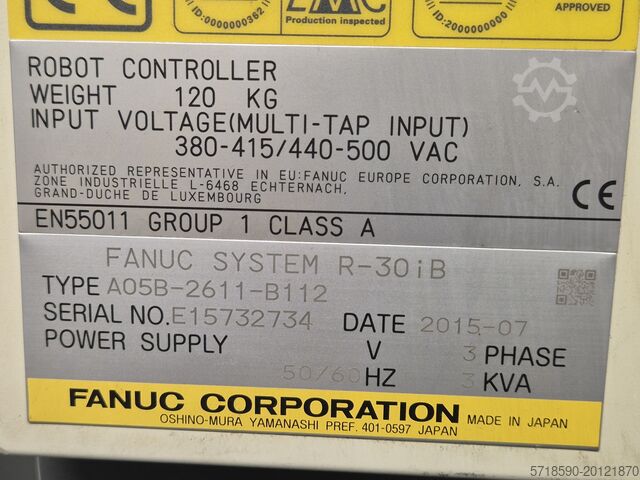 ID:0000000362
EMC
Production inspected
ID:2000000000
AFFORDABLE
ROBOT CONTROLLER
WEIGHT 120 KG
INPUT VOLTAGE(MULTI-TAP INPUT)
380-415/440-500 VAC
AUTHORIZED REPRESENTATIVE IN EU:FANUC EUROPE CORPORATION, S.A.
ZONE INDUSTRIELLE L-6468 ECHTERNACH,
GRAND-DUCHE DE LUXEMBOURG
CE
EN55011 GROUP 1 CLASS A
FANUC SYSTEM R-30iB
TYPE A05B-2611-B112
SERIAL NO.E15732734 DATE 2015-07
POWER SUPPLY V 3 PHASE
50/60HZ 3 KVA
FANUC CORPORATION MADE IN JAPAN
OSHINO-MURA YAMANASHI PREF. 401-0597 JAPAN
5718590-20121870